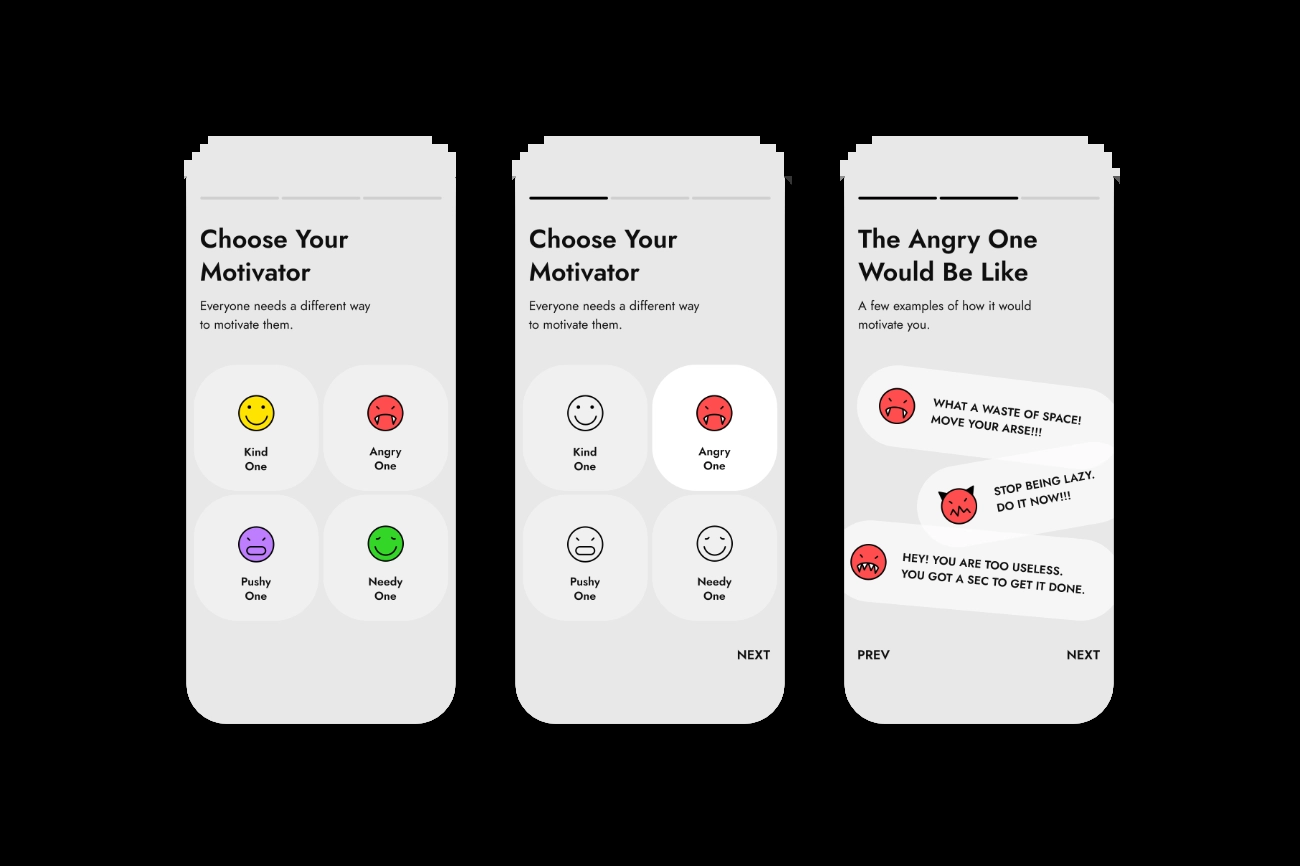 Choose Your
Motivator
Everyone needs a different way
to motivate them.
Kind
One
Angry
One
Pushy
One
Needy
One
Choose Your
Motivator
Everyone needs a different way
to motivate them.
Kind
One
Angry
One
Pushy
One
Needy
One
NEXT
The Angry One
Would Be Like
A few examples of how it would
motivate you.
WHAT A WASTE OF SPACE!
MOVE YOUR ARSE!!!
STOP BEING LAZY.
DO IT NOW!!!
HEY! YOU ARE TOO USELESS.
YOU GOT A SEC TO GET IT DONE.
PREV
NEXT